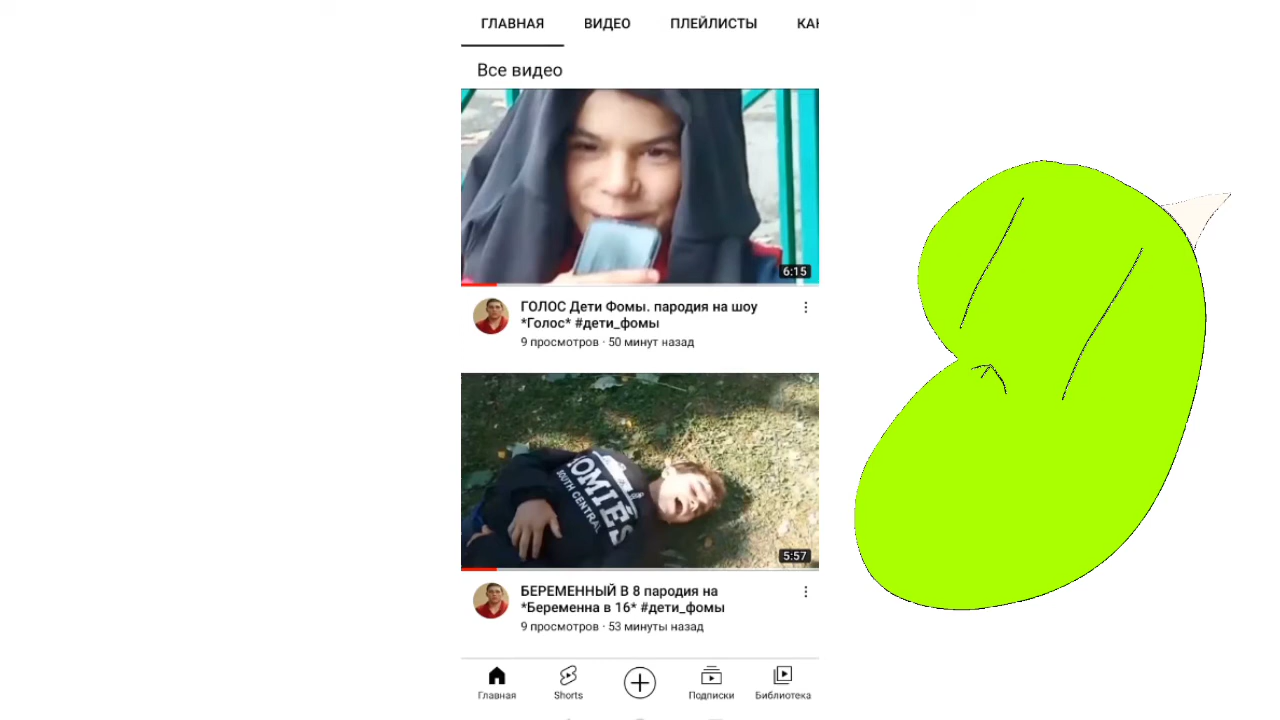 ГЛАВНАЯ ВИДЕО ПЛЕЙЛИСТЫ КАН
Все видео
6:15
ГОЛОС Дети Фомы. пародия на шоу
*Голос* #дети_фомы
9 просмотров · 50 минут назад
HOMIES
SOUTH CENTRAL
5:57
БЕРЕМЕННЫЙ В 8 пародия на
*Беременна в 16* #дети_фомы
9 просмотров · 53 минуты назад
Главная Shorts Подписки Библиотека